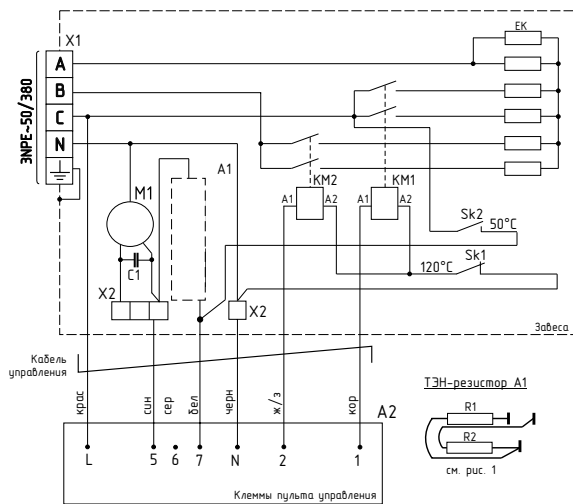 X1
EK
A
B
C
N
3NPE~50/380
A1
M1
KM2
KM1
A1
A2
A1
A2
Sk2
50°C
C1
120°C
Sk1
X2
X2
Завеса
Кабель
управления
крас
син
сер
бел
черн
ж/з
кор
A2
L
5
6
7
N
2
1
Клеммы пульта управления
ТЭН-резистор A1
R1
R2
см. рис. 1